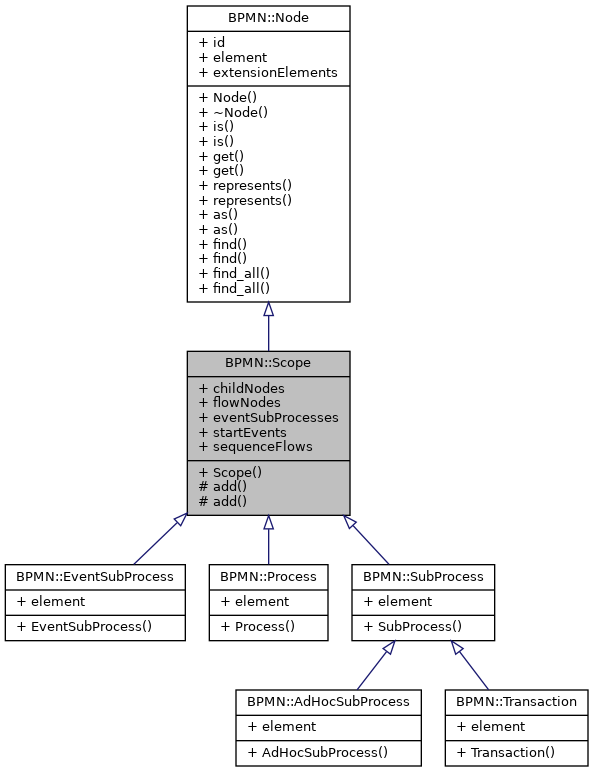 BPMN::Node
+ id
+ element
+ extensionElements
+ Node()
+ ~Node()
+ is()
+ is()
+ get()
+ get()
+ represents()
+ represents()
+ as()
+ as()
+ find()
+ find()
+ find_all()
+ find_all()
BPMN::Scope
+ childNodes
+ flowNodes
+ eventSubProcesses
+ startEvents
+ sequenceFlows
+ Scope()
# add()
# add()
BPMN::EventSubProcess
+ element
+ EventSubProcess()
BPMN::Process
+ element
+ Process()
BPMN::SubProcess
+ element
+ SubProcess()
BPMN::AdHocSubProcess
+ element
+ AdHocSubProcess()
BPMN::Transaction
+ element
+ Transaction()